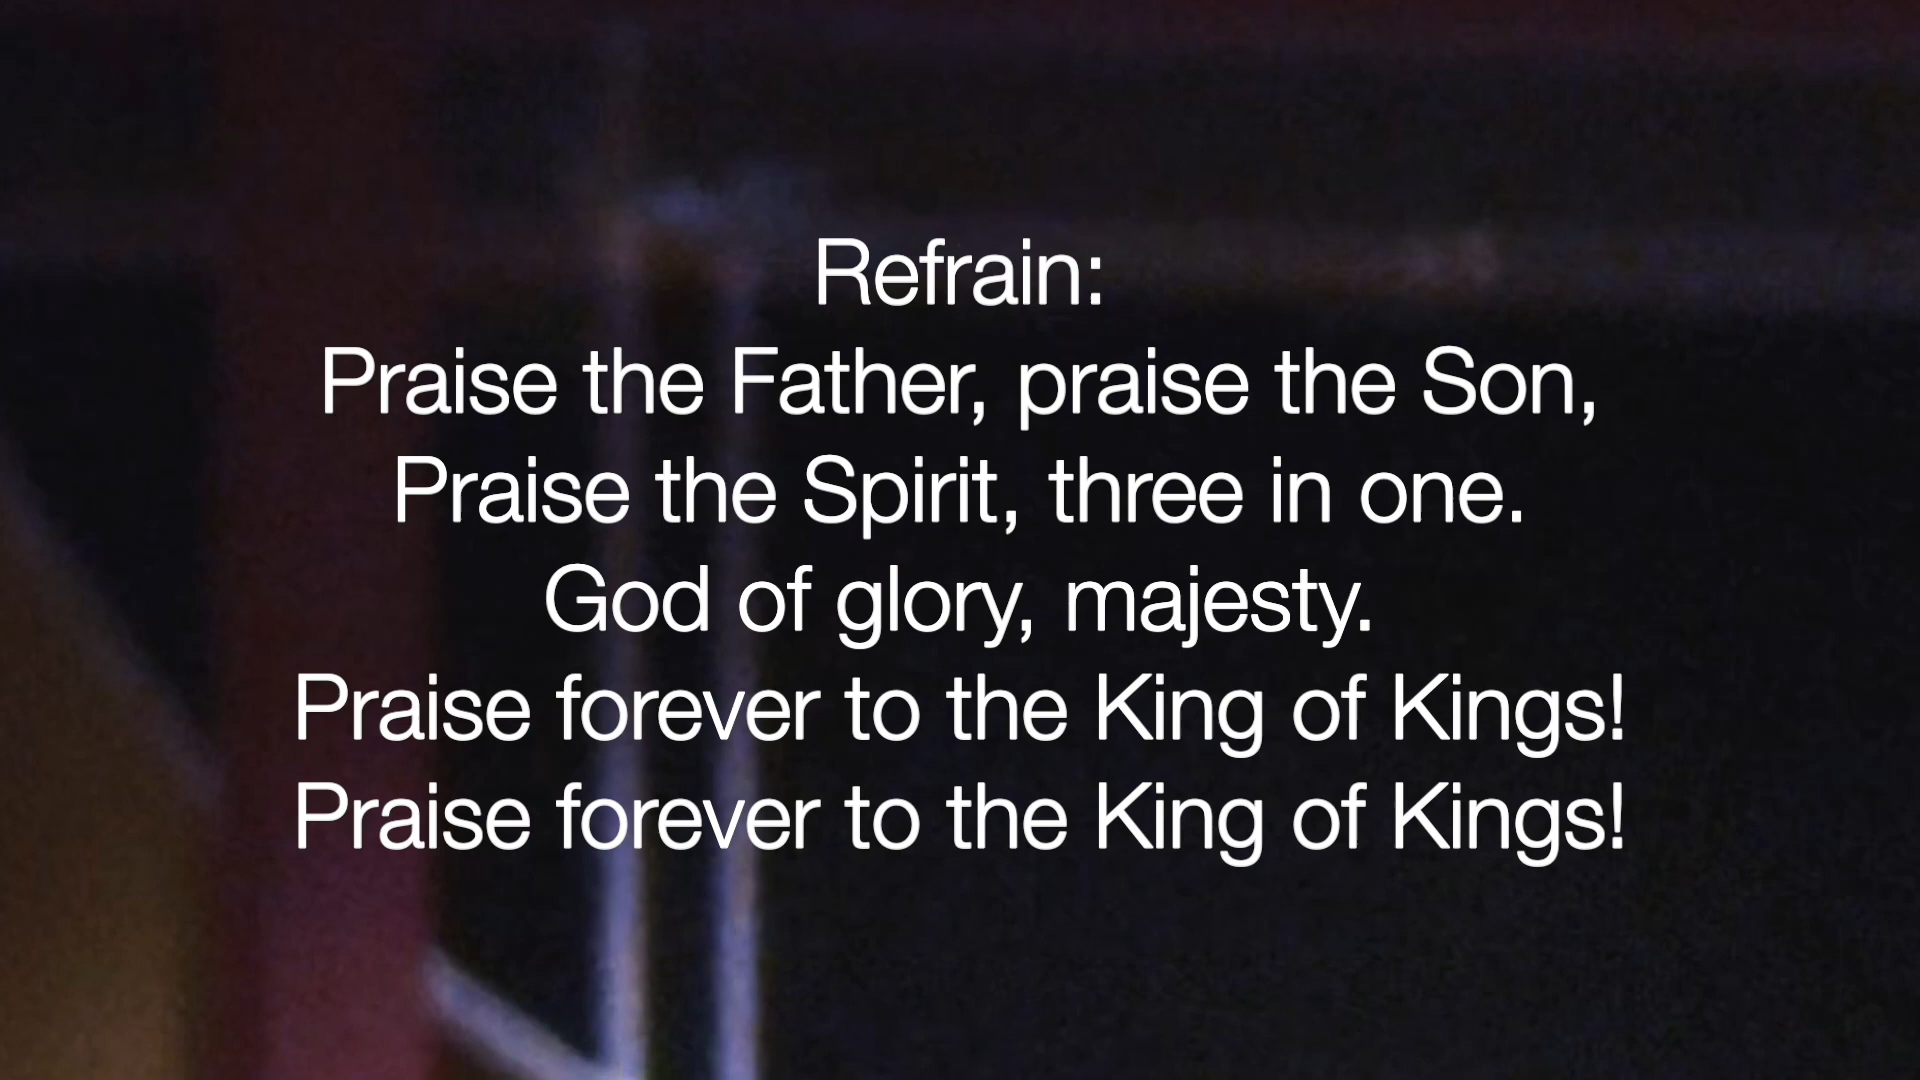 Refrain:
Praise the Father, praise the Son,
Praise the Spirit, three in one.
God of glory, majesty.
Praise forever to the King of Kings!
Praise forever to the King of Kings!